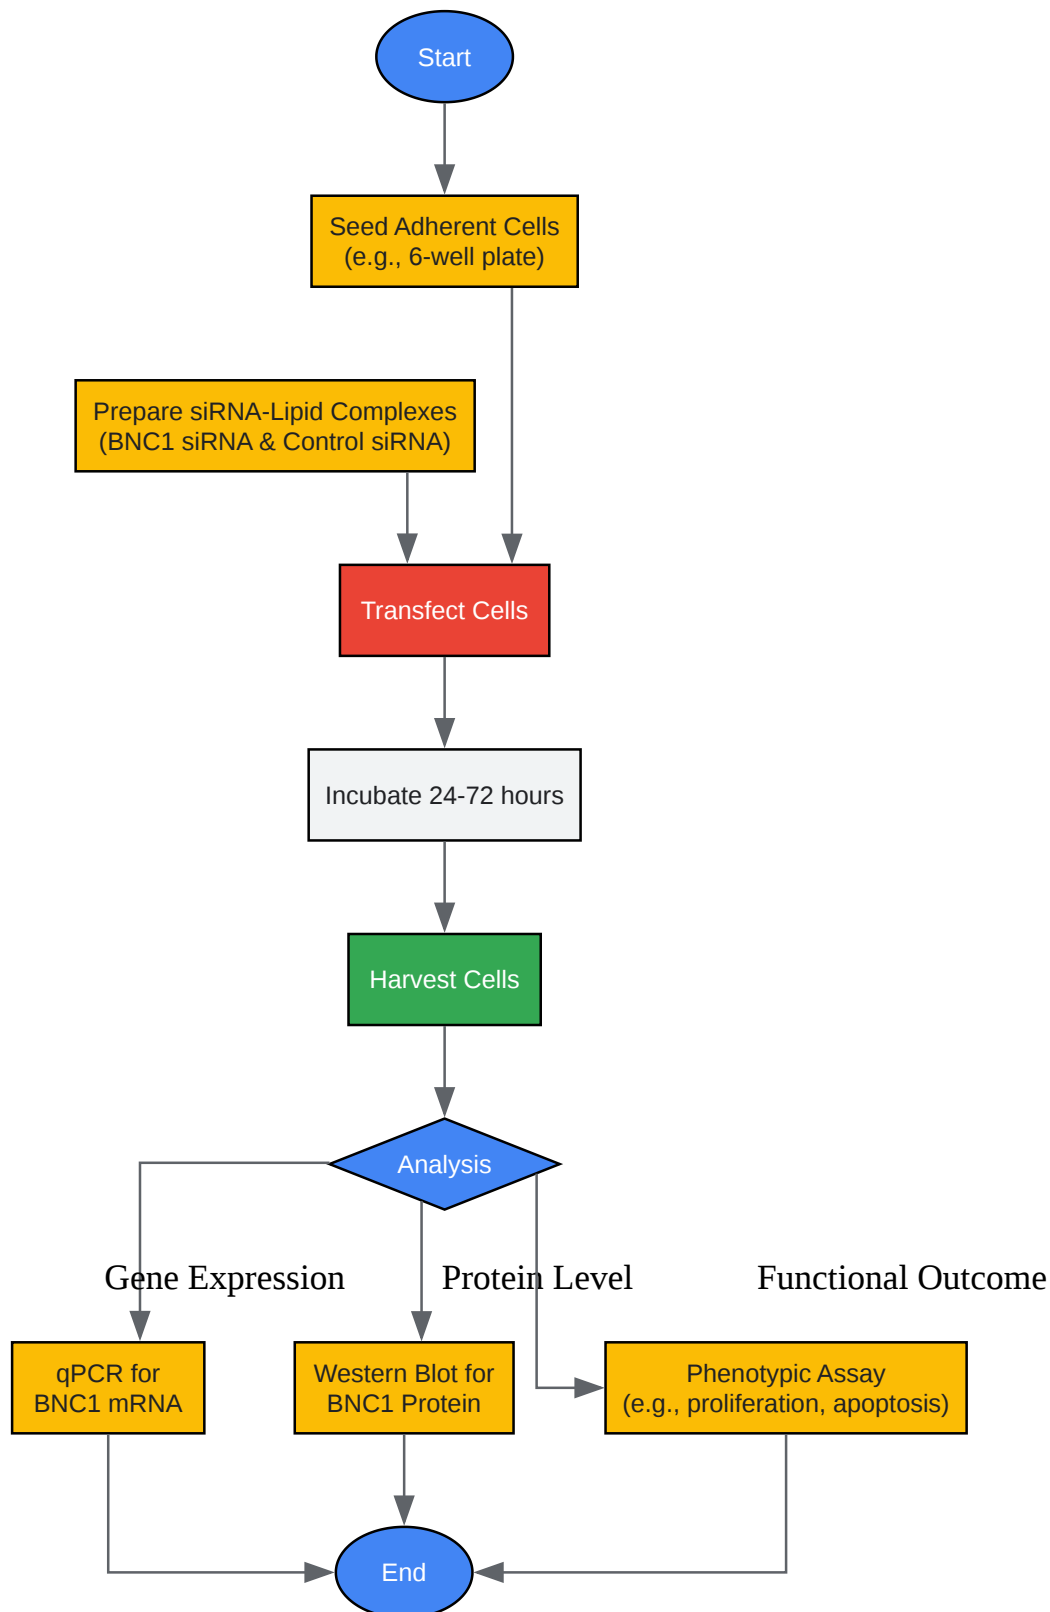 Start
Seed Adherent Cells
(e.g., 6-well plate)
Prepare siRNA-Lipid Complexes
(BNC1 siRNA & Control siRNA)
Transfect Cells
Incubate 24-72 hours
Harvest Cells
Analysis
Gene Expression
Protein Level
Functional Outcome
qPCR for
BNC1 mRNA
Western Blot for
BNC1 Protein
Phenotypic Assay
(e.g., proliferation, apoptosis)
End